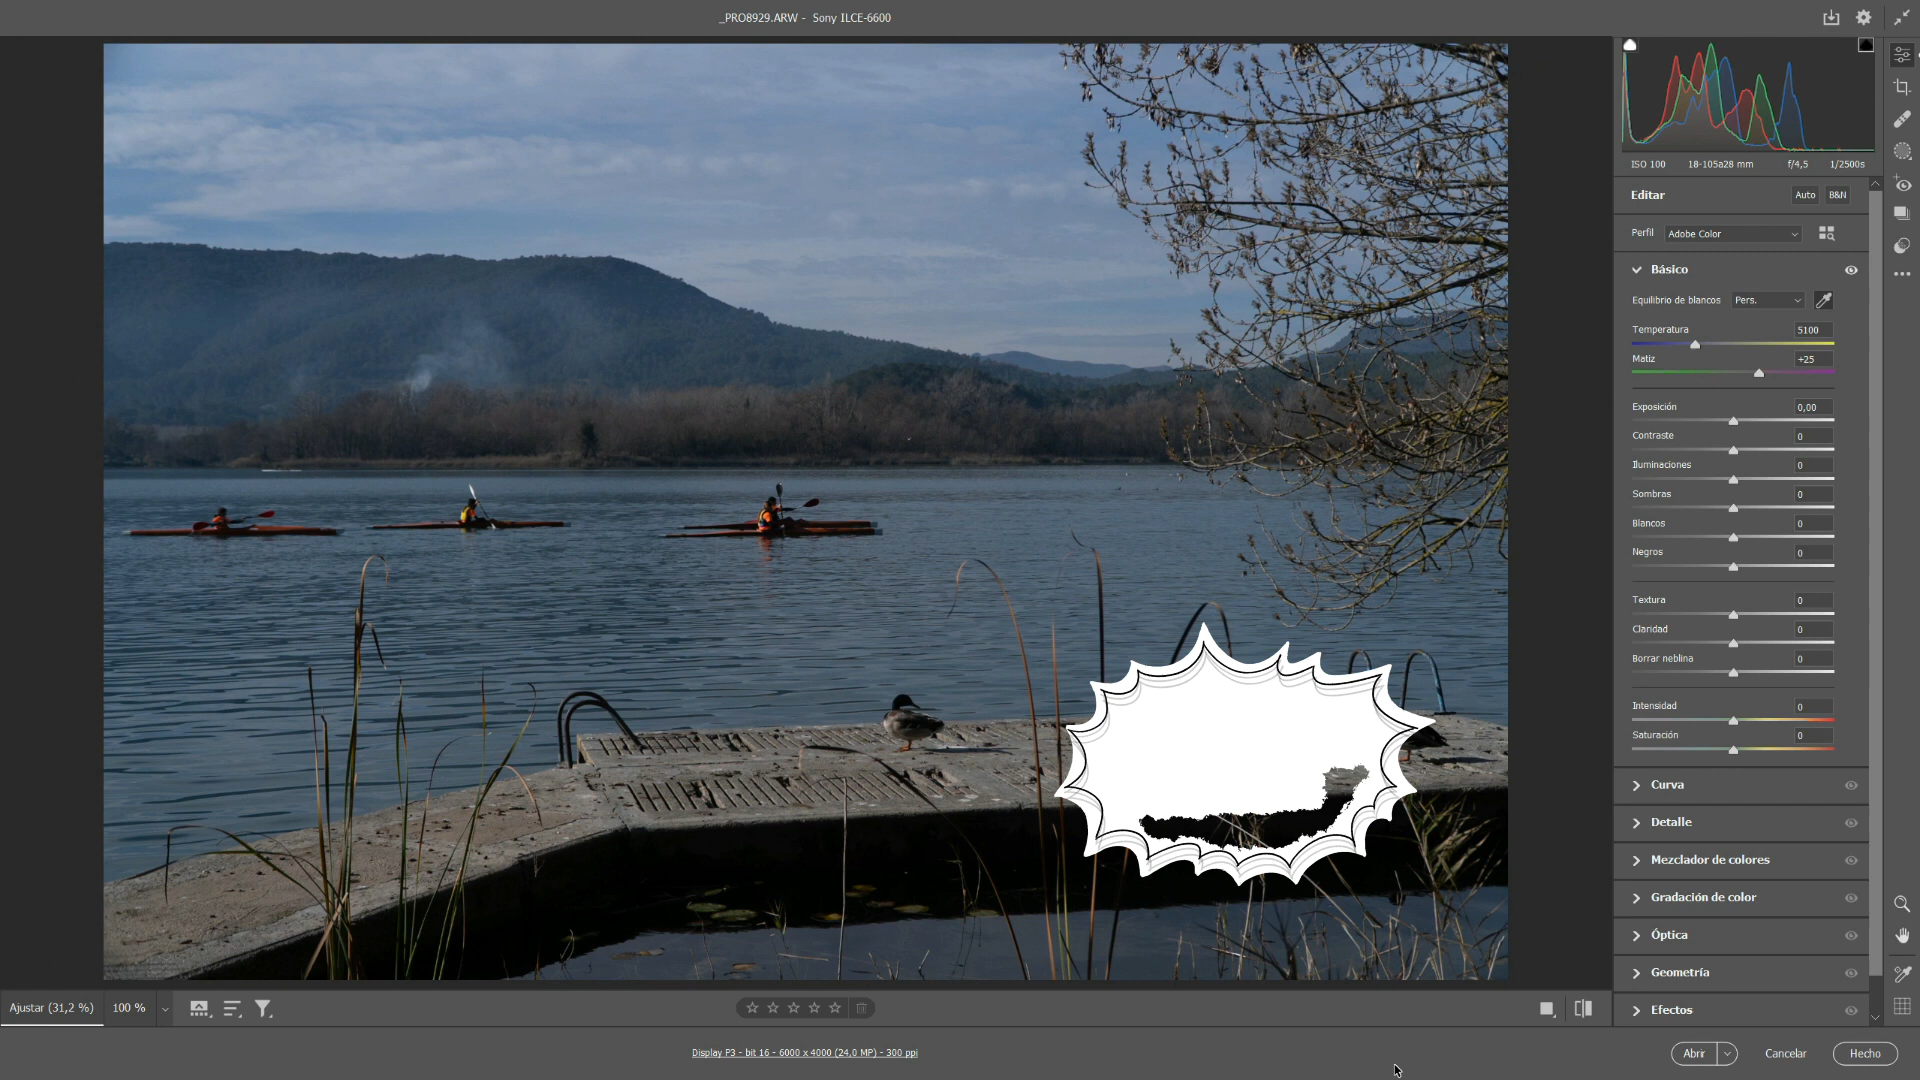 _PRO8929.ARW - Sony ILCE-6600
ISO 100 18-105a28 mm f/4,5 1/2500s
Editar Auto B&N
Perfil Adobe Color
Básico
Equilibrio de blancos Pers.
Temperatura 5100
Matiz +25
Exposición 0,00
Contraste 0
Iluminaciones 0
Sombras 0
Blancos 0
Negros 0
Textura 0
Claridad 0
Borrar neblina 0
Intensidad 0
Saturación 0
Curva
Detalle
Mezclador de colores
Gradación de color
Óptica
Geometría
Efectos
Ajustar (31,2 %) 100 %
Display P3 - bit 16 - 6000 x 4000 (24,0 MP) - 300 ppi
Abrir Cancelar Hecho